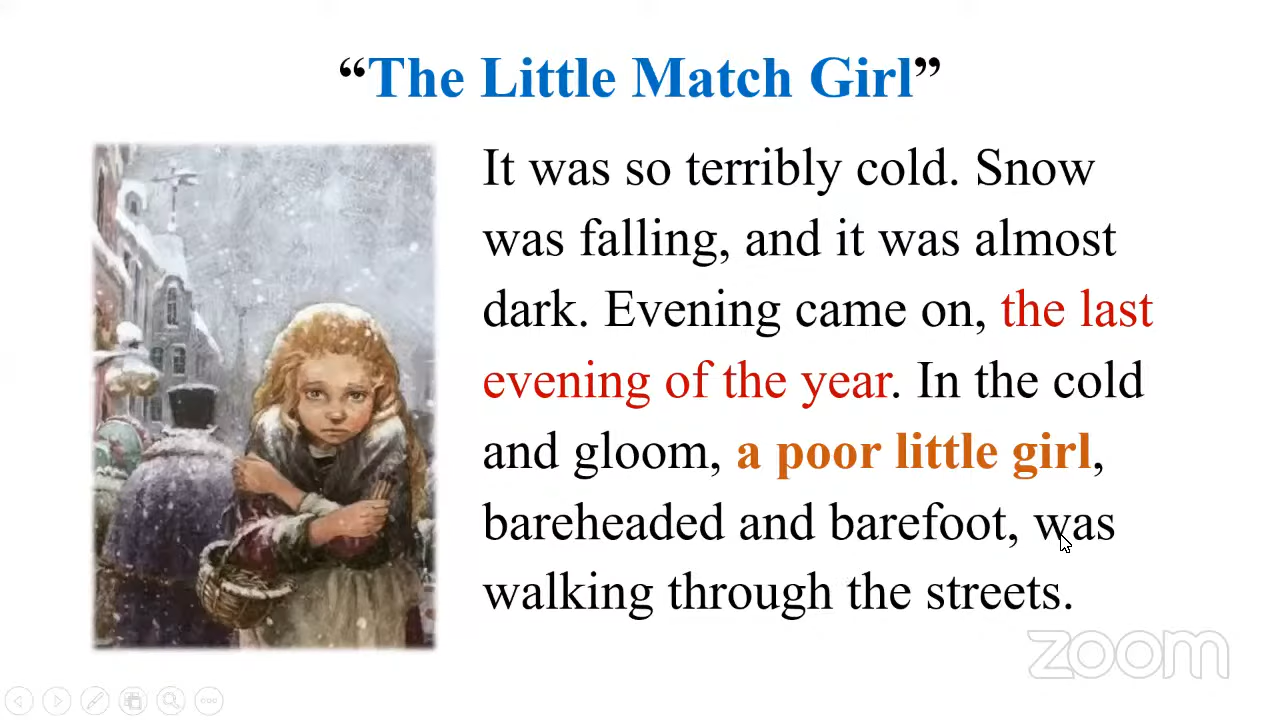 “The Little Match Girl”
It was so terribly cold. Snow
was falling, and it was almost
dark. Evening came on, the last
evening of the year. In the cold
and gloom, a poor little girl,
bareheaded and barefoot, was
walking through the streets.
zoom